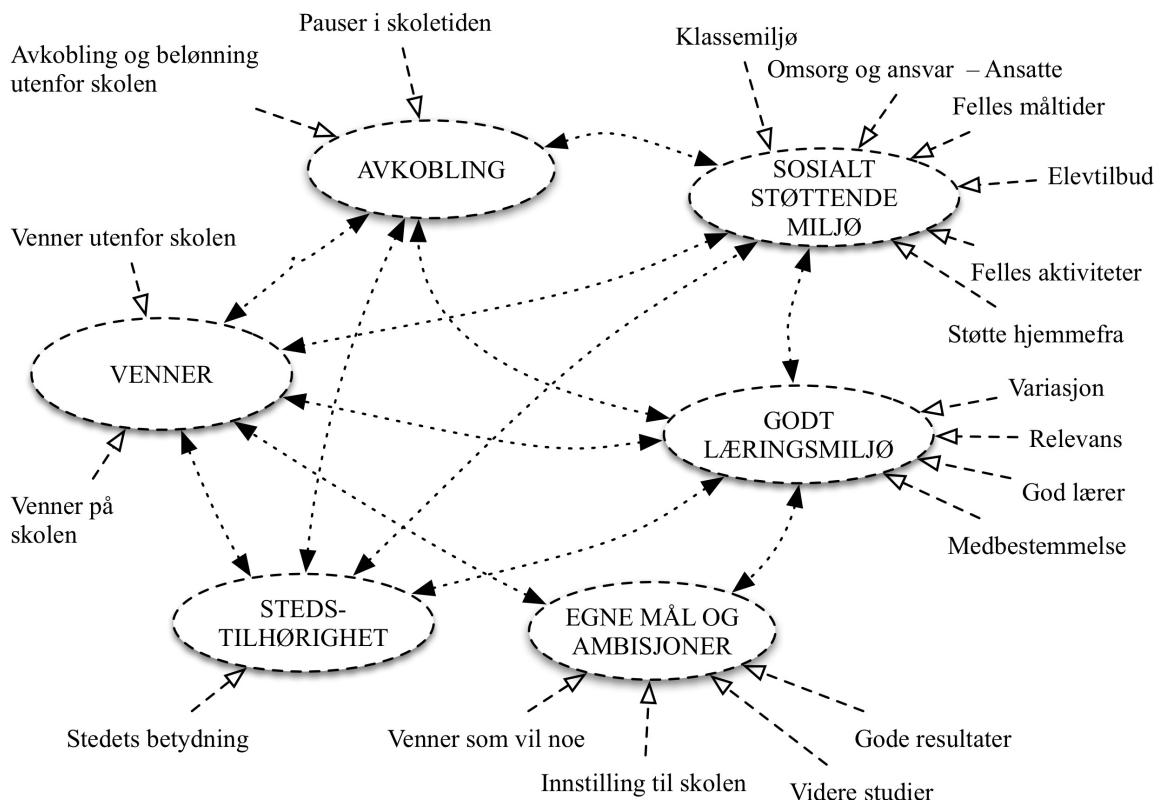 Pauser i skoletiden
Avkobling og belønning
utenfor skolen
Klassemiljø
Omsorg og ansvar – Ansatte
Felles måltider
AVKOBLING
SOSIALT
STØTTENDE
MILJØ
Elevtilbud
Venner utenfor skolen
Felles aktiviteter
Støtte hjemmefra
VENNER
Variasjon
GODT
LÆRINGSMILJØ
Relevans
God lærer
Medbestemmelse
Venner på
skolen
STEDS-
TILHØRIGHET
EGNE MÅL OG
AMBISJONER
Stedets betydning
Venner som vil noe
Gode resultater
Innstilling til skolen
Videre studier